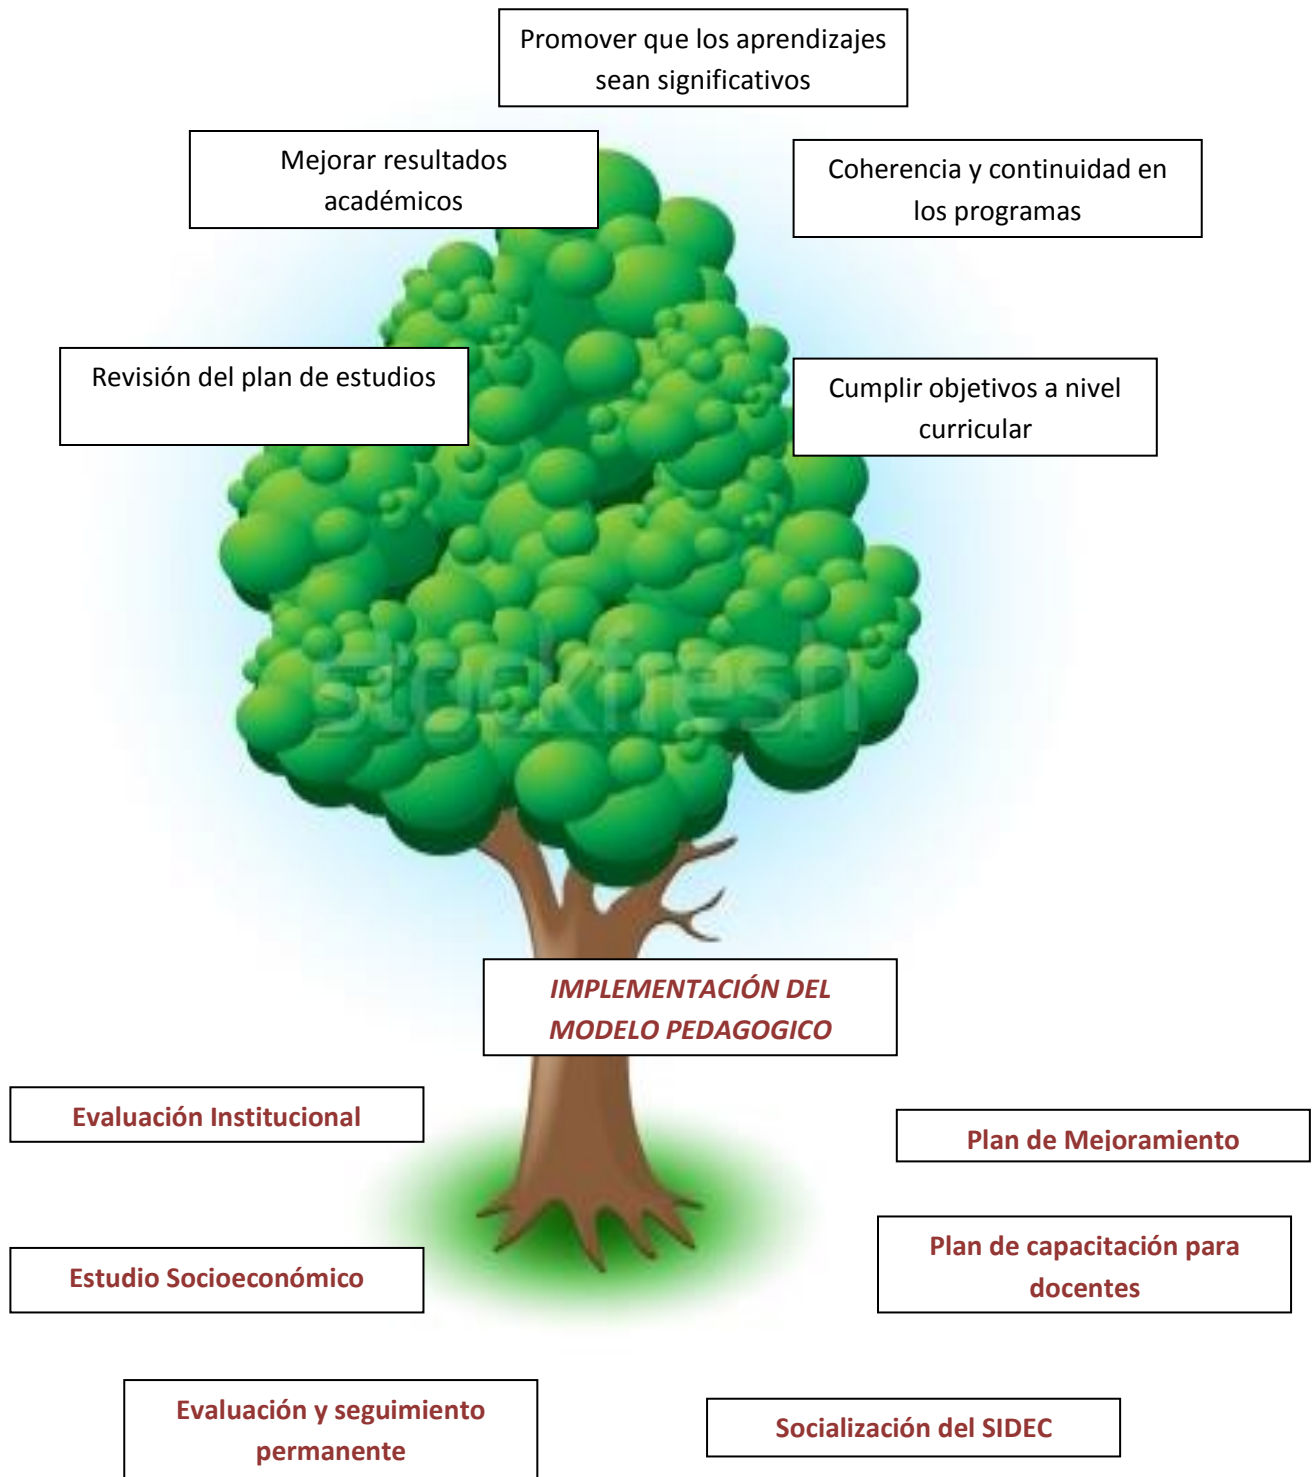 Promover que los aprendizajes
sean significativos
Mejorar resultados
académicos
Coherencia y continuidad en
los programas
Revisión del plan de estudios
Cumplir objetivos a nivel
curricular
stockfresh
IMPLEMENTACIÓN DEL
MODELO PEDAGOGICO
Evaluación Institucional
Plan de Mejoramiento
Estudio Socioeconómico
Plan de capacitación para
docentes
Evaluación y seguimiento
permanente
Socialización del SIDEC